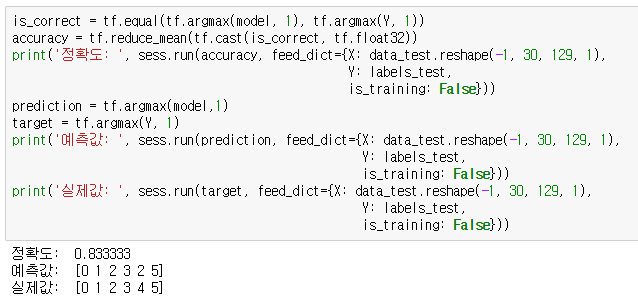 is_correct = tf.equal(tf.argmax(model, 1), tf.argmax(Y, 1))
accuracy = tf.reduce_mean(tf.cast(is_correct, tf.float32))
print('정확도: ', sess.run(accuracy, feed_dict={X: data_test.reshape(-1, 30, 129, 1),
Y: labels_test,
is_training: False}))
prediction = tf.argmax(model,1)
target = tf.argmax(Y, 1)
print('예측값: ', sess.run(prediction, feed_dict={X: data_test.reshape(-1, 30, 129, 1),
Y: labels_test,
is_training: False}))
print('실제값: ', sess.run(target, feed_dict={X: data_test.reshape(-1, 30, 129, 1),
Y: labels_test,
is_training: False}))
정확도:  0.833333
예측값:  [0 1 2 3 2 5]
실제값:  [0 1 2 3 4 5]